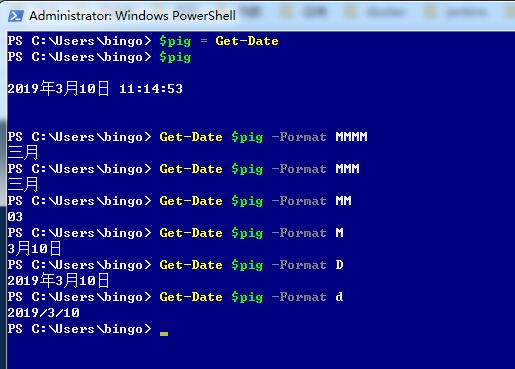 Administrator: Windows PowerShell
PS C:\Users\bingo> $pig = Get-Date
PS C:\Users\bingo> $pig
2019年3月10日 11:14:53
PS C:\Users\bingo> Get-Date $pig -Format MMMM
三月
PS C:\Users\bingo> Get-Date $pig -Format MMM
三月
PS C:\Users\bingo> Get-Date $pig -Format MM
03
PS C:\Users\bingo> Get-Date $pig -Format M
3月10日
PS C:\Users\bingo> Get-Date $pig -Format D
2019年3月10日
PS C:\Users\bingo> Get-Date $pig -Format d
2019/3/10
PS C:\Users\bingo>